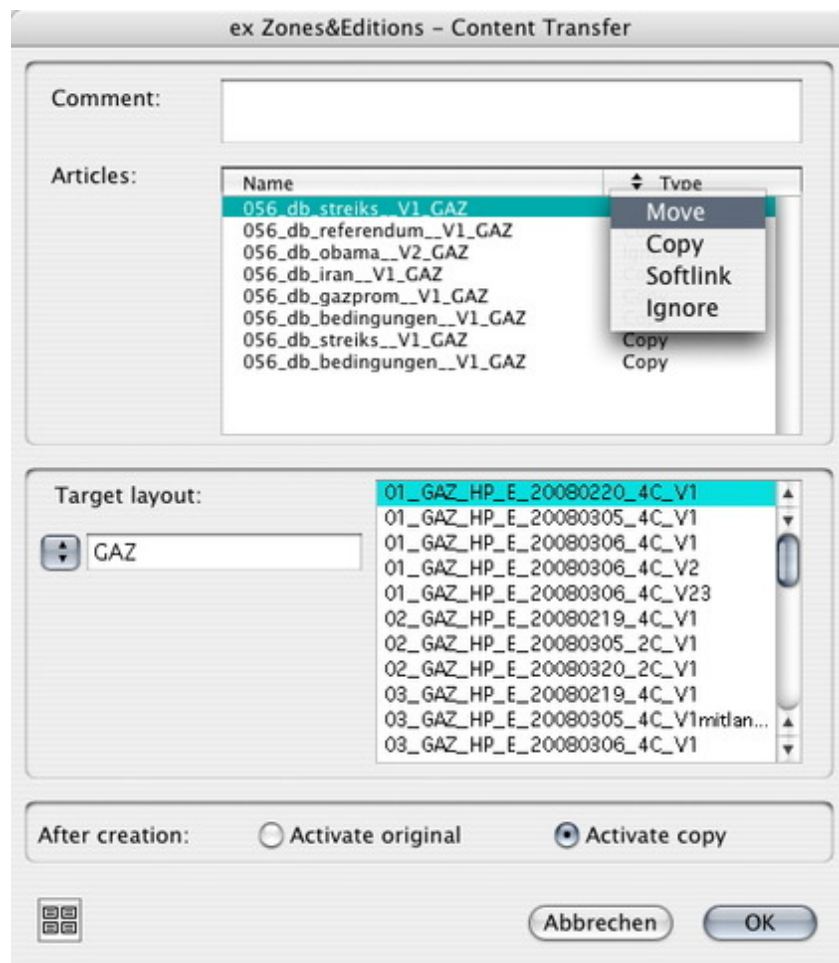 ex Zones&Editions – Content Transfer
Comment:
Articles:
Name Type
056_db_streiks__V1_GAZ
056_db_referendum__V1_GAZ
056_db_obama__V2_GAZ
056_db_iran__V1_GAZ
056_db_gazprom__V1_GAZ
056_db_bedingungen__V1_GAZ
056_db_streiks__V1_GAZ Copy
056_db_bedingungen__V1_GAZ Copy
Move
Copy
Softlink
Ignore
Target layout:
GAZ
01_GAZ_HP_E_20080220_4C_V1
01_GAZ_HP_E_20080305_4C_V1
01_GAZ_HP_E_20080306_4C_V1
01_GAZ_HP_E_20080306_4C_V2
01_GAZ_HP_E_20080306_4C_V23
02_GAZ_HP_E_20080219_4C_V1
02_GAZ_HP_E_20080305_2C_V1
02_GAZ_HP_E_20080320_2C_V1
03_GAZ_HP_E_20080219_4C_V1
03_GAZ_HP_E_20080305_4C_V1mitlan...
03_GAZ_HP_E_20080306_4C_V1
After creation: Activate original Activate copy
Abbrechen OK